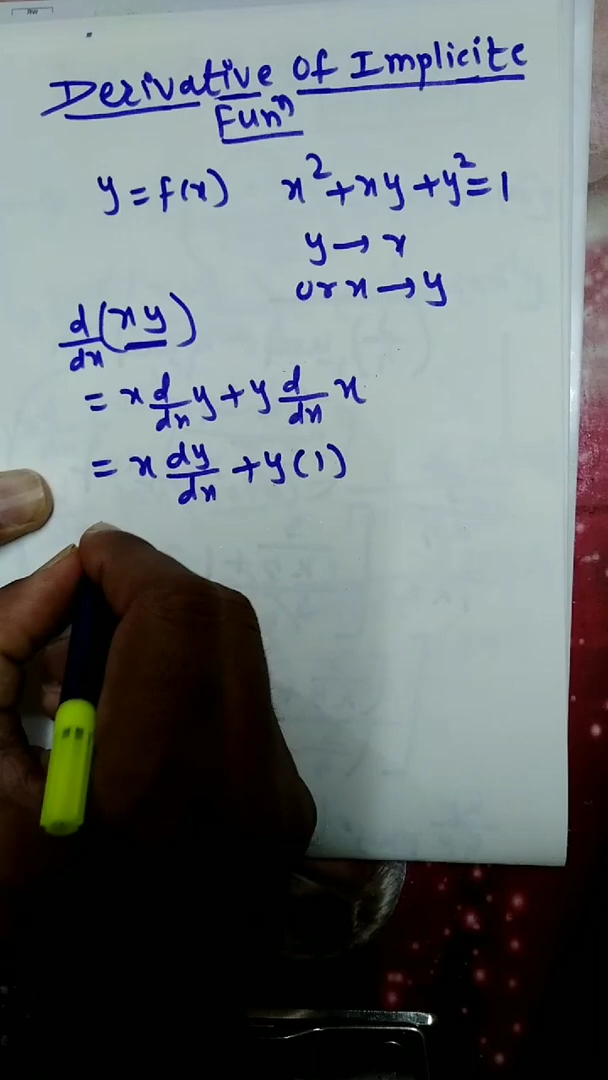 Derivative of Implicite
Funⁿ
y = f(x) x² + xy + y² = 1
y → x
or x → y
d/dx (xy)
= x d/dx y + y d/dx x
= x dy/dx + y(1)